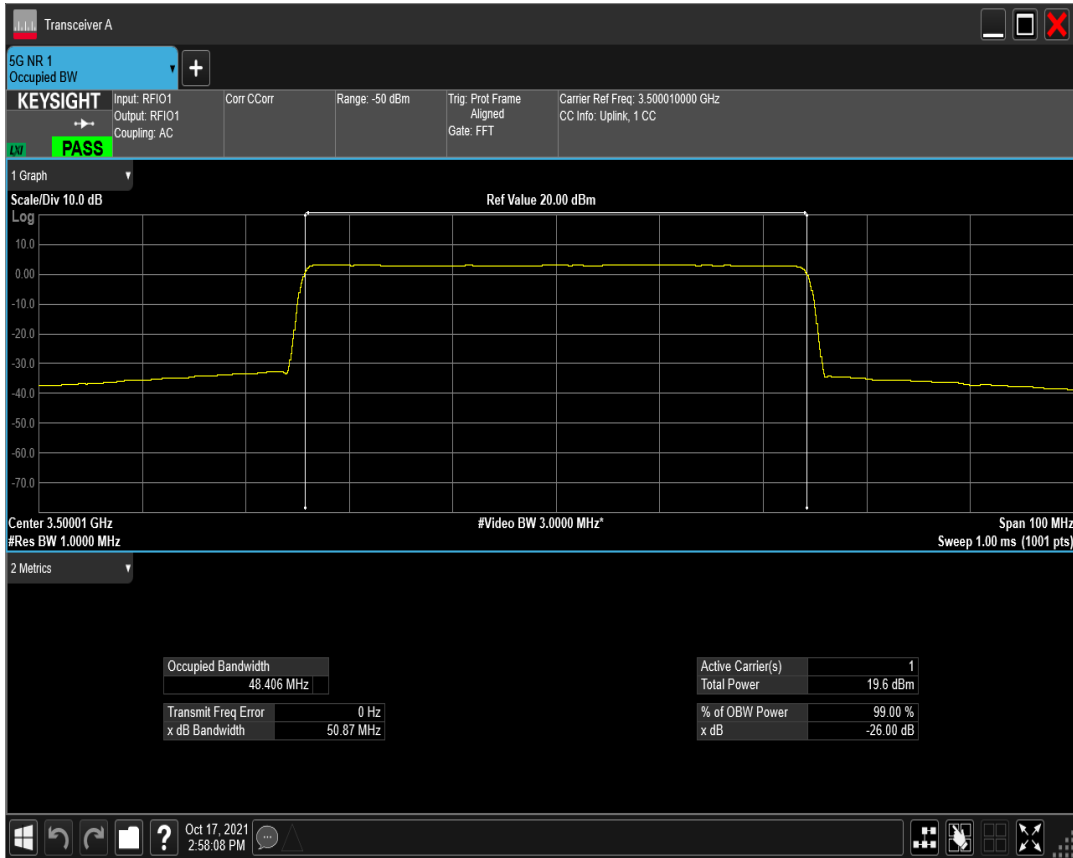 Transceiver A
5G NR 1
Occupied BW
+
KEYSIGHT
LXI
PASS
Input: RFIO1
Output: RFIO1
Coupling: AC
Corr CCorr
Range: -50 dBm
Trig: Prot Frame
Aligned
Gate: FFT
Carrier Ref Freq: 3.500010000 GHz
CC Info: Uplink, 1 CC
1 Graph
Scale/Div 10.0 dB
Ref Value 20.00 dBm
Log
10.0
0.00
-10.0
-20.0
-30.0
-40.0
-50.0
-60.0
-70.0
Center 3.50001 GHz
#Video BW 3.0000 MHz*
Span 100 MHz
#Res BW 1.0000 MHz
Sweep 1.00 ms (1001 pts)
2 Metrics
Occupied Bandwidth
48.406 MHz
Transmit Freq Error 0 Hz
x dB Bandwidth 50.87 MHz
Active Carrier(s) 1
Total Power 19.6 dBm
% of OBW Power 99.00 %
x dB -26.00 dB
?
Oct 17, 2021
2:58:08 PM